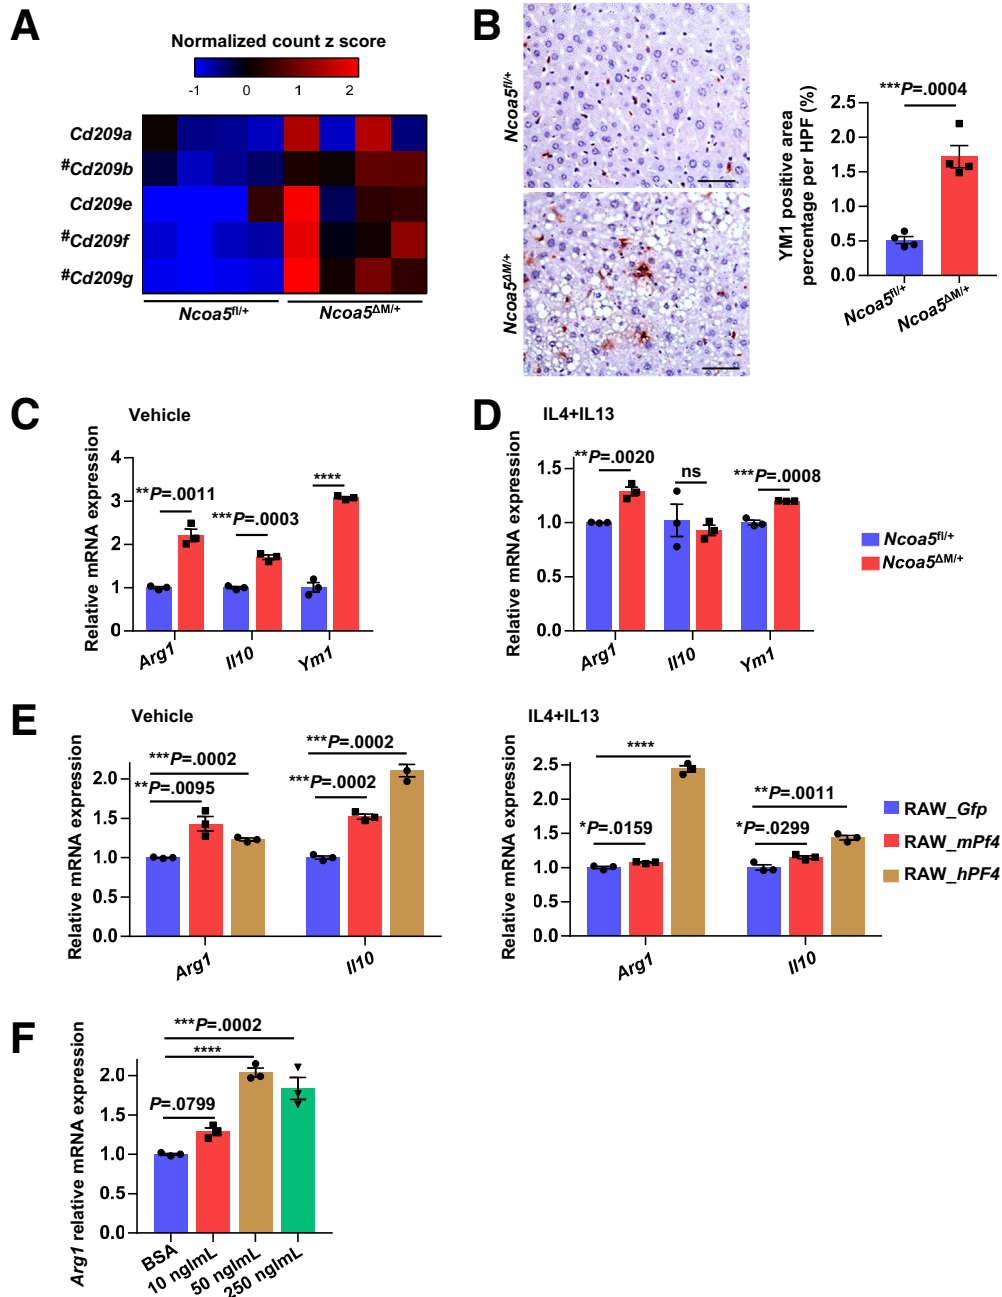 A
Normalized count z score
-1 0 1 2
Cd209a
#Cd209b
Cd209e
#Cd209f
#Cd209g
Ncoa5fl/+ Ncoa5ΔM/+
B
Ncoa5fl/+
Ncoa5ΔM/+
YM1 positive area
percentage per HPF (%)
***P=.0004
2.5
2.0
1.5
1.0
0.5
0.0
Ncoa5fl/+ Ncoa5ΔM/+
C
Vehicle
Relative mRNA expression
4
3
2
1
0
**P=.0011
***P=.0003
****
Arg1 Il10 Ym1
D
IL4+IL13
Relative mRNA expression
1.5
1.0
0.5
0.0
**P=.0020
ns
***P=.0008
Arg1 Il10 Ym1
Ncoa5fl/+
Ncoa5ΔM/+
E
Vehicle
Relative mRNA expression
2.0
1.5
1.0
0.5
0.0
***P=.0002
**P=.0095
***P=.0002
***P=.0002
Arg1 Il10
IL4+IL13
Relative mRNA expression
2.5
2.0
1.5
1.0
0.5
0.0
****
*P=.0159
**P=.0011
*P=.0299
Arg1 Il10
RAW_Gfp
RAW_mPf4
RAW_hPF4
F
Arg1 relative mRNA expression
2.0
1.5
1.0
0.5
0.0
***P=.0002
****
P=.0799
BSA
10 nglmL
50 nglmL
250 nglmL